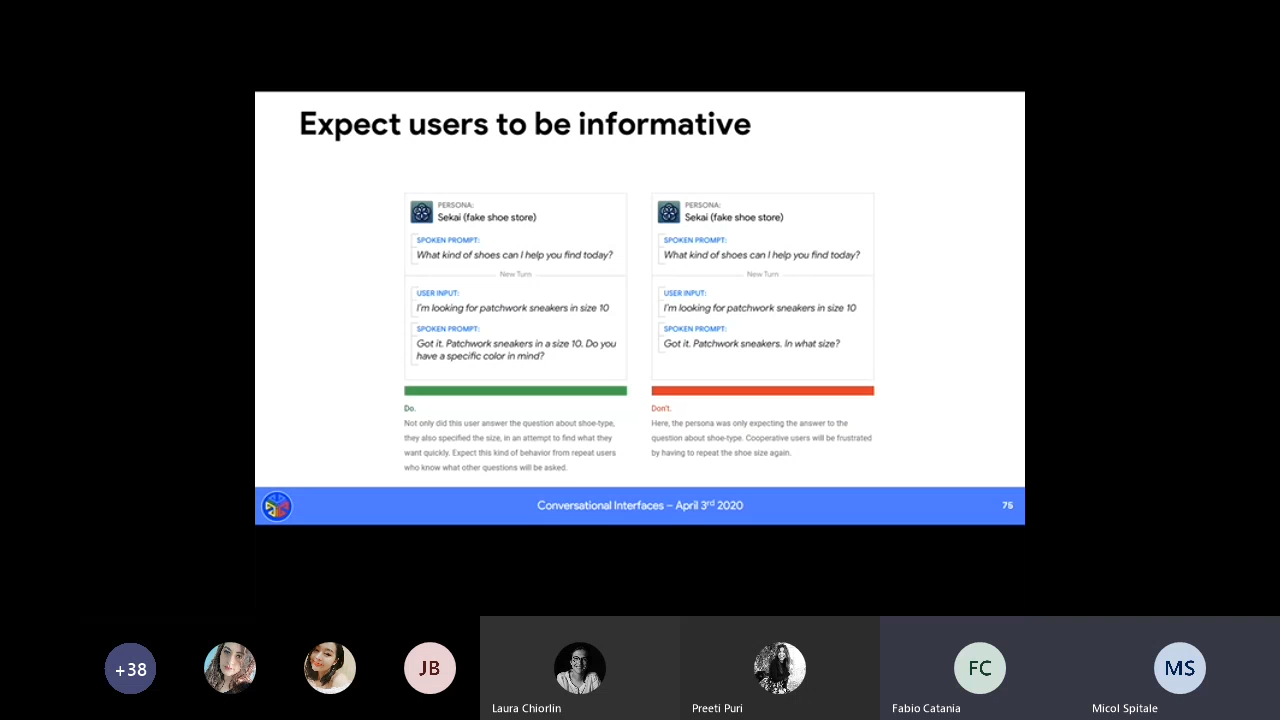 Expect users to be informative
PERSONA:
Sekai (fake shoe store)
SPOKEN PROMPT:
What kind of shoes can I help you find today?
New Turn
USER INPUT:
I'm looking for patchwork sneakers in size 10
SPOKEN PROMPT:
Got it. Patchwork sneakers in a size 10. Do you
have a specific color in mind?
Do.
Not only did this user answer the question about shoe-type,
they also specified the size, in an attempt to find what they
want quickly. Expect this kind of behavior from repeat users
who know what other questions will be asked.
PERSONA:
Sekai (fake shoe store)
SPOKEN PROMPT:
What kind of shoes can I help you find today?
New Turn
USER INPUT:
I'm looking for patchwork sneakers in size 10
SPOKEN PROMPT:
Got it. Patchwork sneakers. In what size?
Don't.
Here, the persona was only expecting the answer to the
question about shoe-type. Cooperative users will be frustrated
by having to repeat the shoe size again.
Conversational Interfaces – April 3rd 2020
75
+38
JB
Laura Chiorlin
Preeti Puri
FC
Fabio Catania
MS
Micol Spitale